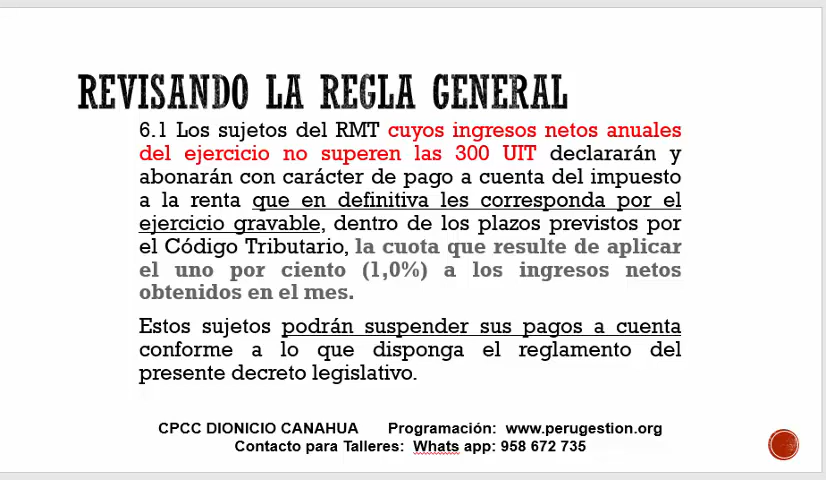 REVISANDO LA REGLA GENERAL
6.1 Los sujetos del RMT cuyos ingresos netos anuales
del ejercicio no superen las 300 UIT declararán y
abonarán con carácter de pago a cuenta del impuesto
a la renta que en definitiva les corresponda por el
ejercicio gravable, dentro de los plazos previstos por
el Código Tributario, la cuota que resulte de aplicar
el uno por ciento (1,0%) a los ingresos netos
obtenidos en el mes.
Estos sujetos podrán suspender sus pagos a cuenta
conforme a lo que disponga el reglamento del
presente decreto legislativo.
CPCC DIONICIO CANAHUA Programación: www.perugestion.org
Contacto para Talleres: Whats app: 958 672 735